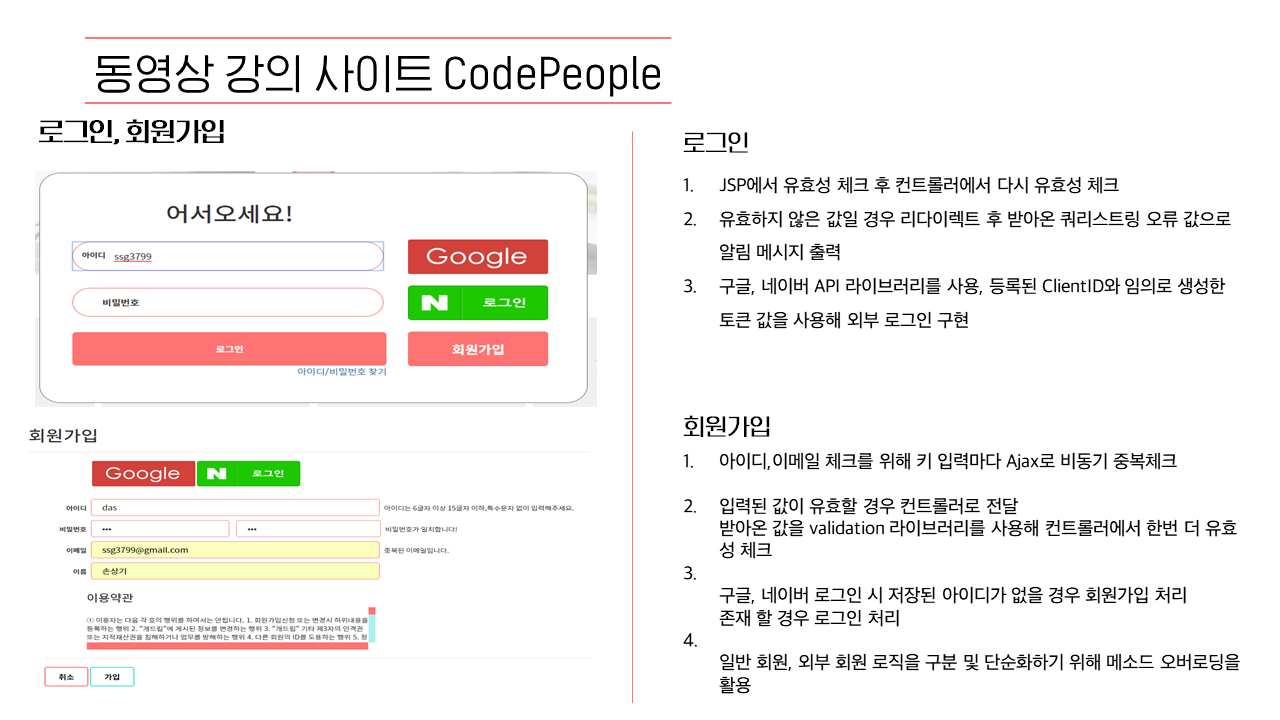 동영상 강의 사이트 CodePeople
로그인, 회원가입
어서오세요!
아이디 ssg3799
Google
비밀번호
N 로그인
로그인
회원가입
아이디/비밀번호 찾기
회원가입
Google N 로그인
아이디 das 아이디는 6글자 이상 15글자 이하,특수문자 없이 입력해주세요.
비밀번호 ••• ••• 비밀번호가 일치합니다!
이메일 ssg3799@gmail.com 중복된 이메일입니다.
이름 손상기
이용약관
① 이용자는 다음 각 호의 행위를 하여서는 안됩니다. 1. 회원가입신청 또는 변경시 허위내용을
등록하는 행위 2. "개드립"에 게시된 정보를 변경하는 행위 3. "개드립" 기타 제3자의 인격권
또는 지적재산권을 침해하거나 업무를 방해하는 행위 4. 다른 회원의 ID를 도용하는 행위 5. 정
취소 가입
로그인
1. JSP에서 유효성 체크 후 컨트롤러에서 다시 유효성 체크
2. 유효하지 않은 값일 경우 리다이렉트 후 받아온 쿼리스트링 오류 값으로
알림 메시지 출력
3. 구글, 네이버 API 라이브러리를 사용, 등록된 ClientID와 임의로 생성한
토큰 값을 사용해 외부 로그인 구현
회원가입
1. 아이디,이메일 체크를 위해 키 입력마다 Ajax로 비동기 중복체크
2. 입력된 값이 유효할 경우 컨트롤러로 전달
받아온 값을 validation 라이브러리를 사용해 컨트롤러에서 한번 더 유효
성 체크
3.
구글, 네이버 로그인 시 저장된 아이디가 없을 경우 회원가입 처리
존재 할 경우 로그인 처리
4.
일반 회원, 외부 회원 로직을 구분 및 단순화하기 위해 메소드 오버로딩을
활용